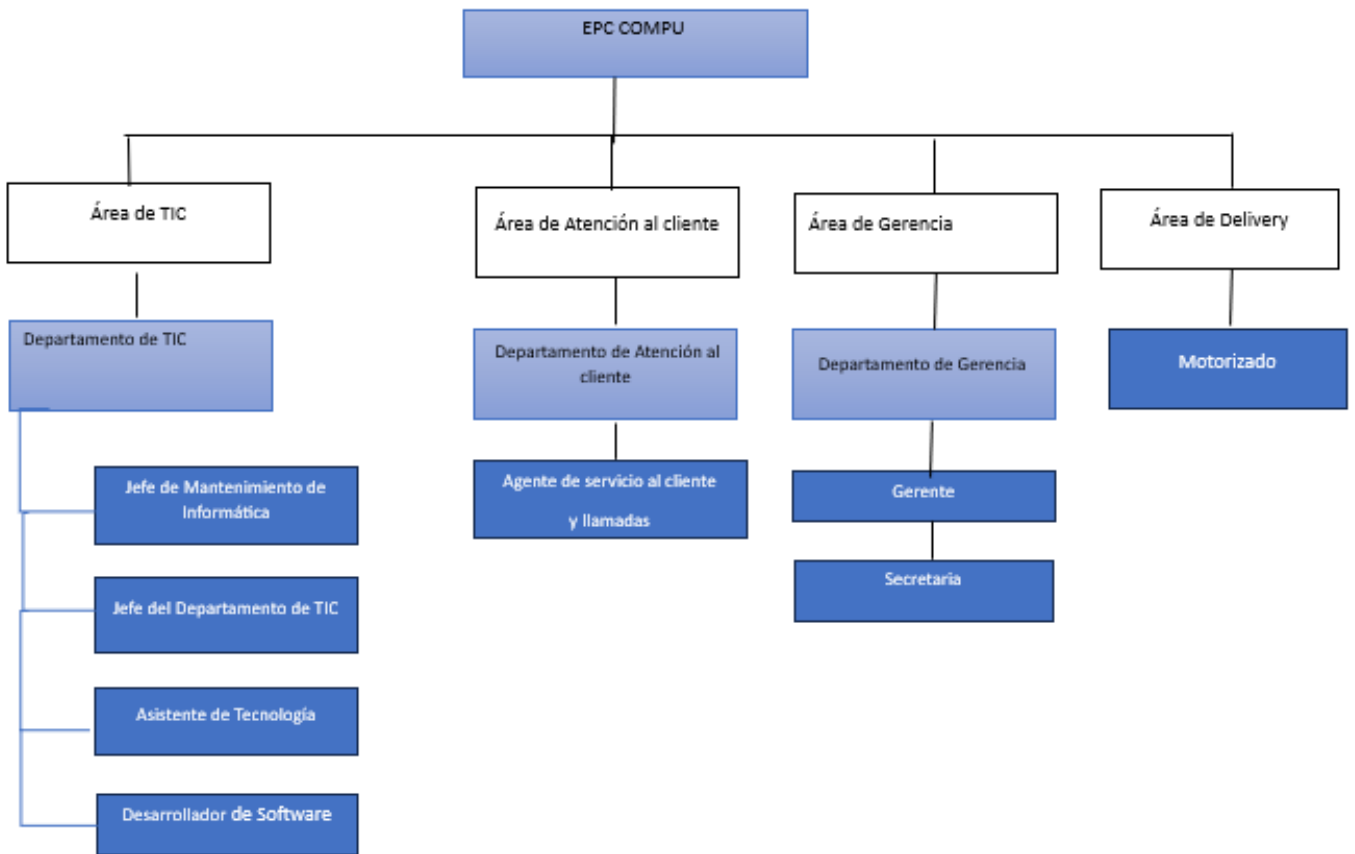 EPC COMPU
Área de TIC
Área de Atención al cliente
Área de Gerencia
Área de Delivery
Departamento de TIC
Departamento de Atención al
cliente
Departamento de Gerencia
Motorizado
Jefe de Mantenimiento de
Informática
Agente de servicio al cliente
y llamadas
Gerente
Secretaria
Jefe del Departamento de TIC
Asistente de Tecnología
Desarrollador de Software